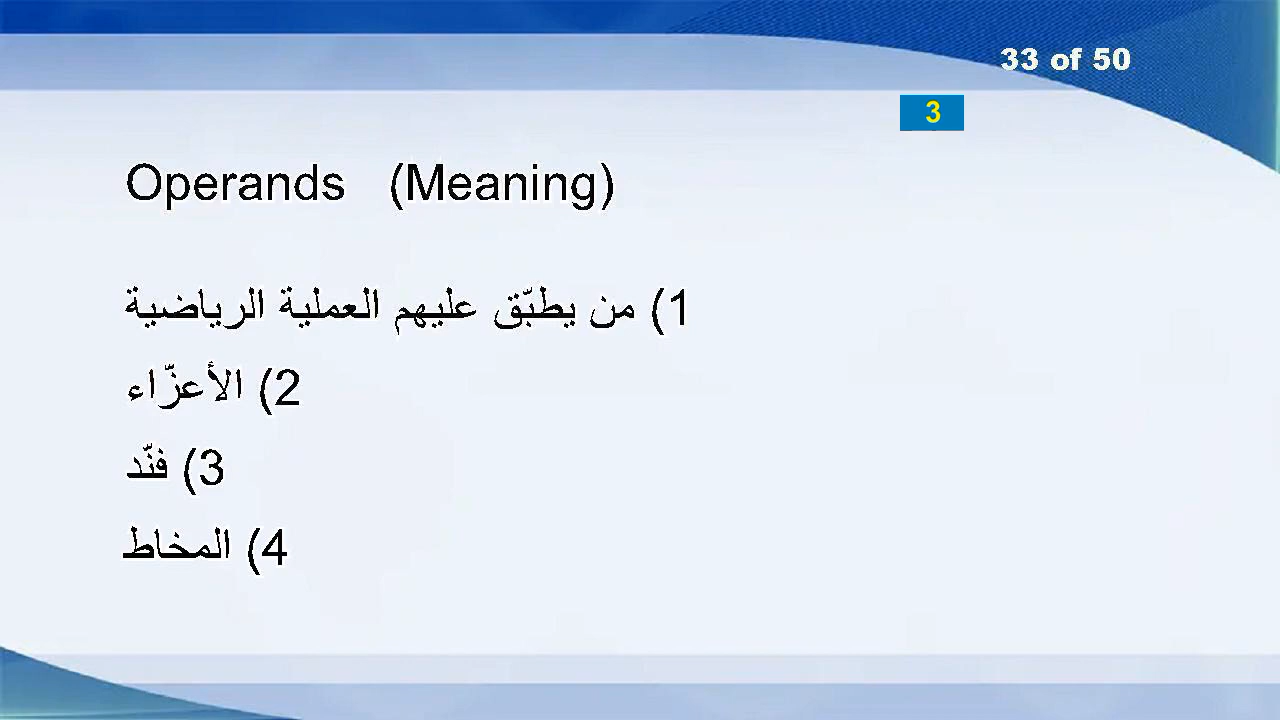 33 of 50
3
Operands (Meaning)
1) من يطبّق عليهم العملية الرياضية
2) الأعزّاء
3) فنّد
4) المخاط